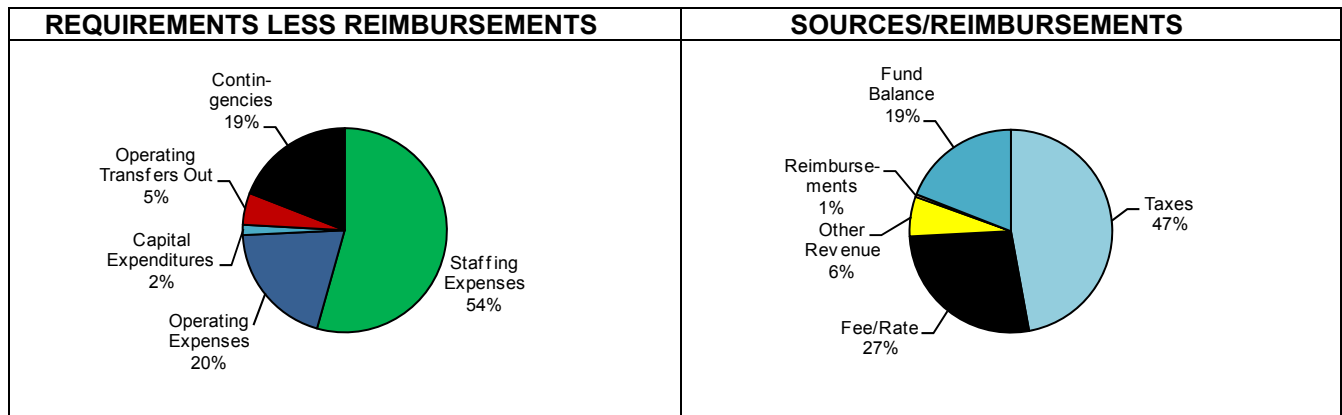 REQUIREMENTS LESS REIMBURSEMENTS
Contin-
gencies
19%
Operating
Transfers Out
5%
Capital
Expenditures
2%
Operating
Expenses
20%
Staffing
Expenses
54%
SOURCES/REIMBURSEMENTS
Fund
Balance
19%
Reimburse-
ments
1%
Other
Revenue
6%
Fee/Rate
27%
Taxes
47%